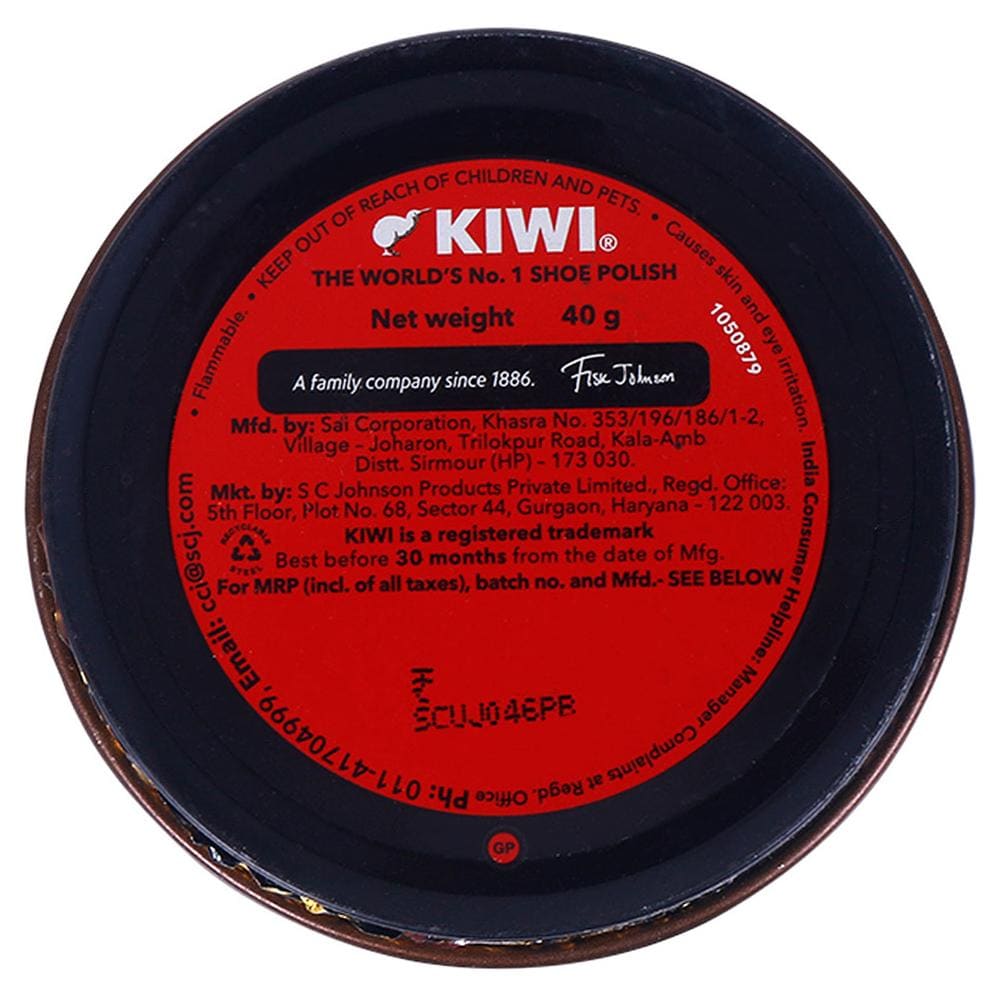 • Flammable. • KEEP OUT OF REACH OF CHILDREN AND PETS. • Causes skin and eye irritation. India Consumer Helpline: Manager Complaints at Regd. Office Ph: 011-41704999, Email: cci@scj.com
KIWI®
THE WORLD'S No. 1 SHOE POLISH
Net weight 40 g
1050879
A family company since 1886. Fisk Johnson
Mfd. by: Sai Corporation, Khasra No. 353/196/186/1-2,
Village - Joharon, Trilokpur Road, Kala-Amb
Distt. Sirmour (HP) - 173 030.
Mkt. by: S C Johnson Products Private Limited., Regd. Office:
5th Floor, Plot No. 68, Sector 44, Gurgaon, Haryana - 122 003.
KIWI is a registered trademark
RECYCLABLE
STEEL
Best before 30 months from the date of Mfg.
For MRP (incl. of all taxes), batch no. and Mfd.- SEE BELOW
SCUJ046PB
GP